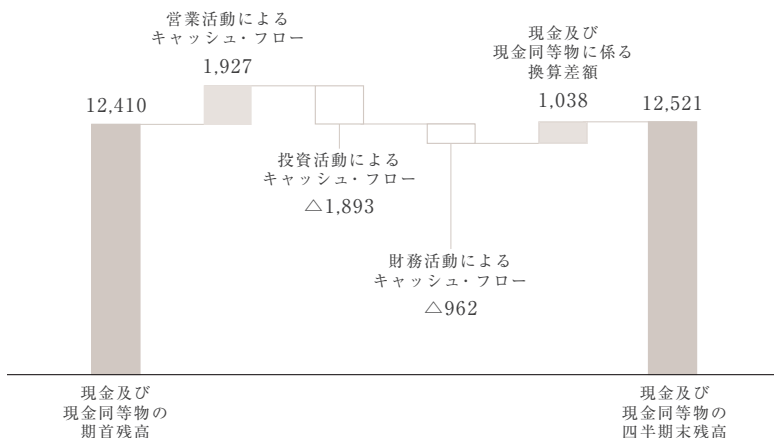 営業活動による
キャッシュ・フロー
1,927
現金及び
現金同等物に係る
換算差額
1,038
12,410
12,521
投資活動による
キャッシュ・フロー
△1,893
財務活動による
キャッシュ・フロー
△962
現金及び
現金同等物の
期首残高
現金及び
現金同等物の
四半期末残高